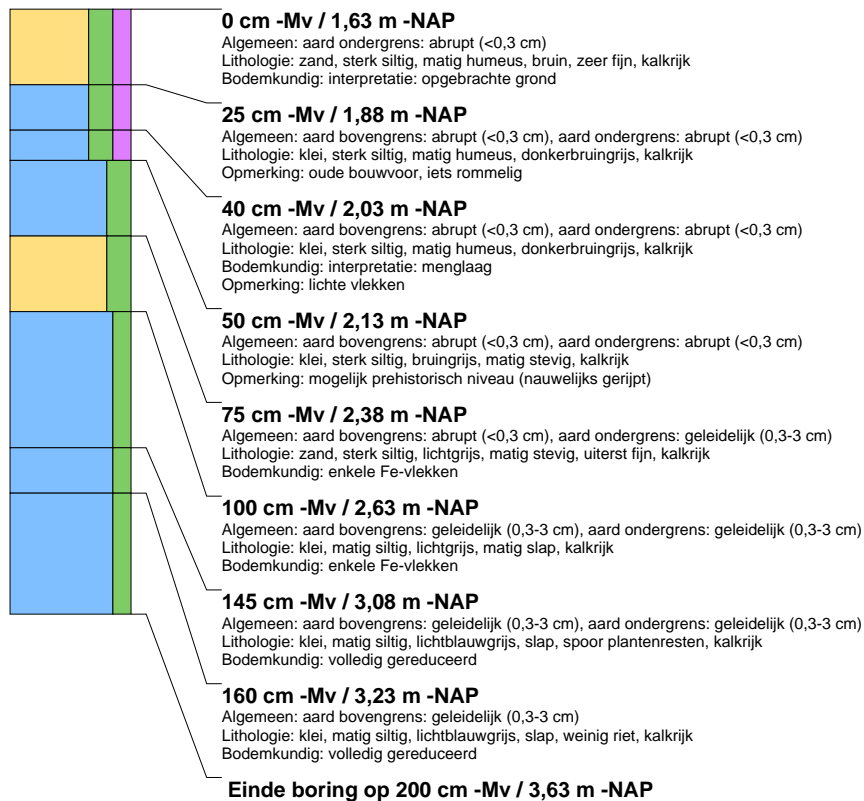 0 cm -Mv / 1,63 m -NAP
Algemeen: aard ondergrens: abrupt (<0,3 cm)
Lithologie: zand, sterk siltig, matig humeus, bruin, zeer fijn, kalkrijk
Bodemkundig: interpretatie: opgebrachte grond
25 cm -Mv / 1,88 m -NAP
Algemeen: aard bovengrens: abrupt (<0,3 cm), aard ondergrens: abrupt (<0,3 cm)
Lithologie: klei, sterk siltig, matig humeus, donkerbruingrijs, kalkrijk
Opmerking: oude bouwvoor, iets rommelig
40 cm -Mv / 2,03 m -NAP
Algemeen: aard bovengrens: abrupt (<0,3 cm), aard ondergrens: abrupt (<0,3 cm)
Lithologie: klei, sterk siltig, matig humeus, donkerbruingrijs, kalkrijk
Bodemkundig: interpretatie: menglaag
Opmerking: lichte vlekken
50 cm -Mv / 2,13 m -NAP
Algemeen: aard bovengrens: abrupt (<0,3 cm), aard ondergrens: abrupt (<0,3 cm)
Lithologie: klei, sterk siltig, bruingrijs, matig stevig, kalkrijk
Opmerking: mogelijk prehistorisch niveau (nauwelijks gerijpt)
75 cm -Mv / 2,38 m -NAP
Algemeen: aard bovengrens: abrupt (<0,3 cm), aard ondergrens: geleidelijk (0,3-3 cm)
Lithologie: zand, sterk siltig, lichtgrijs, matig stevig, uiterst fijn, kalkrijk
Bodemkundig: enkele Fe-vlekken
100 cm -Mv / 2,63 m -NAP
Algemeen: aard bovengrens: geleidelijk (0,3-3 cm), aard ondergrens: geleidelijk (0,3-3 cm)
Lithologie: klei, matig siltig, lichtgrijs, matig slap, kalkrijk
Bodemkundig: enkele Fe-vlekken
145 cm -Mv / 3,08 m -NAP
Algemeen: aard bovengrens: geleidelijk (0,3-3 cm), aard ondergrens: geleidelijk (0,3-3 cm)
Lithologie: klei, matig siltig, lichtblauwgrijs, slap, spoor plantenresten, kalkrijk
Bodemkundig: volledig gereduceerd
160 cm -Mv / 3,23 m -NAP
Algemeen: aard bovengrens: geleidelijk (0,3-3 cm)
Lithologie: klei, matig siltig, lichtblauwgrijs, slap, weinig riet, kalkrijk
Bodemkundig: volledig gereduceerd
Einde boring op 200 cm -Mv / 3,63 m -NAP